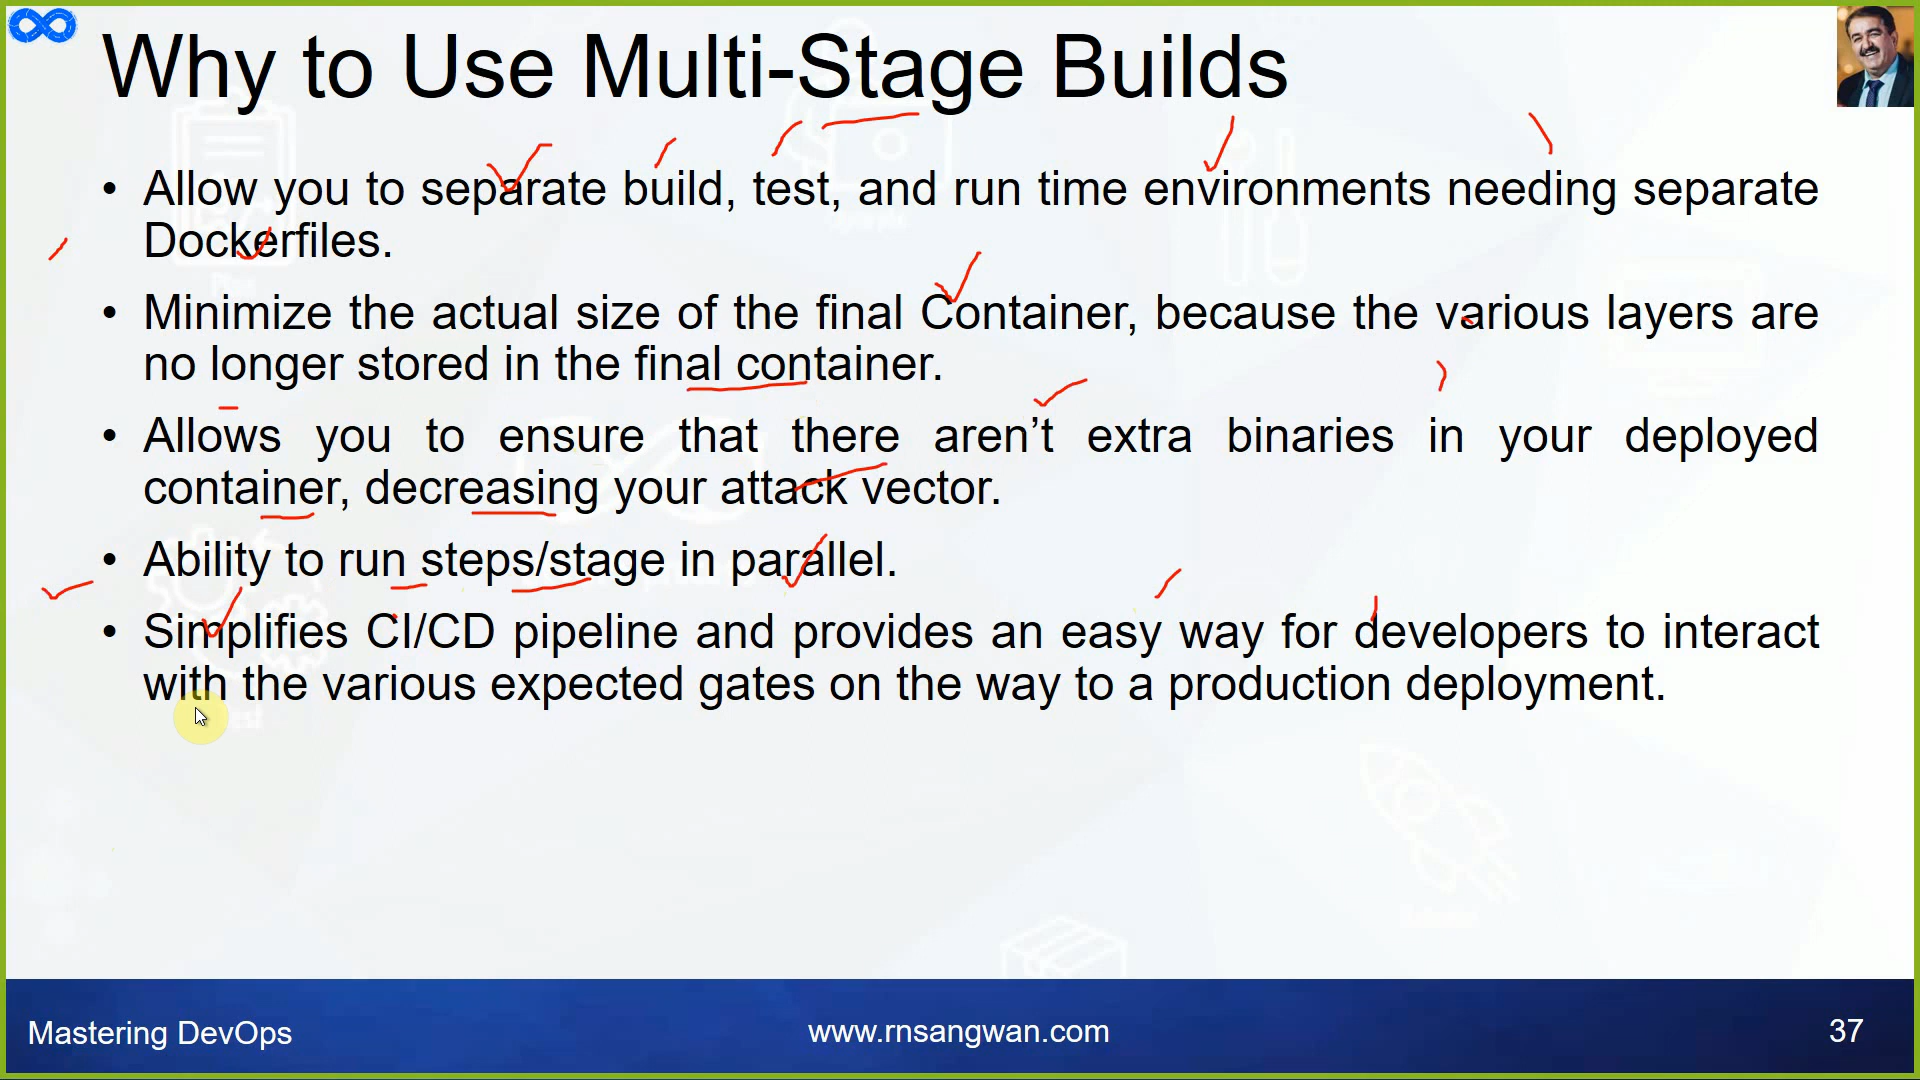 Why to Use Multi-Stage Builds
• Allow you to separate build, test, and run time environments needing separate
Dockerfiles.
• Minimize the actual size of the final Container, because the various layers are
no longer stored in the final container.
• Allows you to ensure that there aren’t extra binaries in your deployed
container, decreasing your attack vector.
• Ability to run steps/stage in parallel.
• Simplifies CI/CD pipeline and provides an easy way for developers to interact
with the various expected gates on the way to a production deployment.
Mastering DevOps
www.rnsangwan.com
37